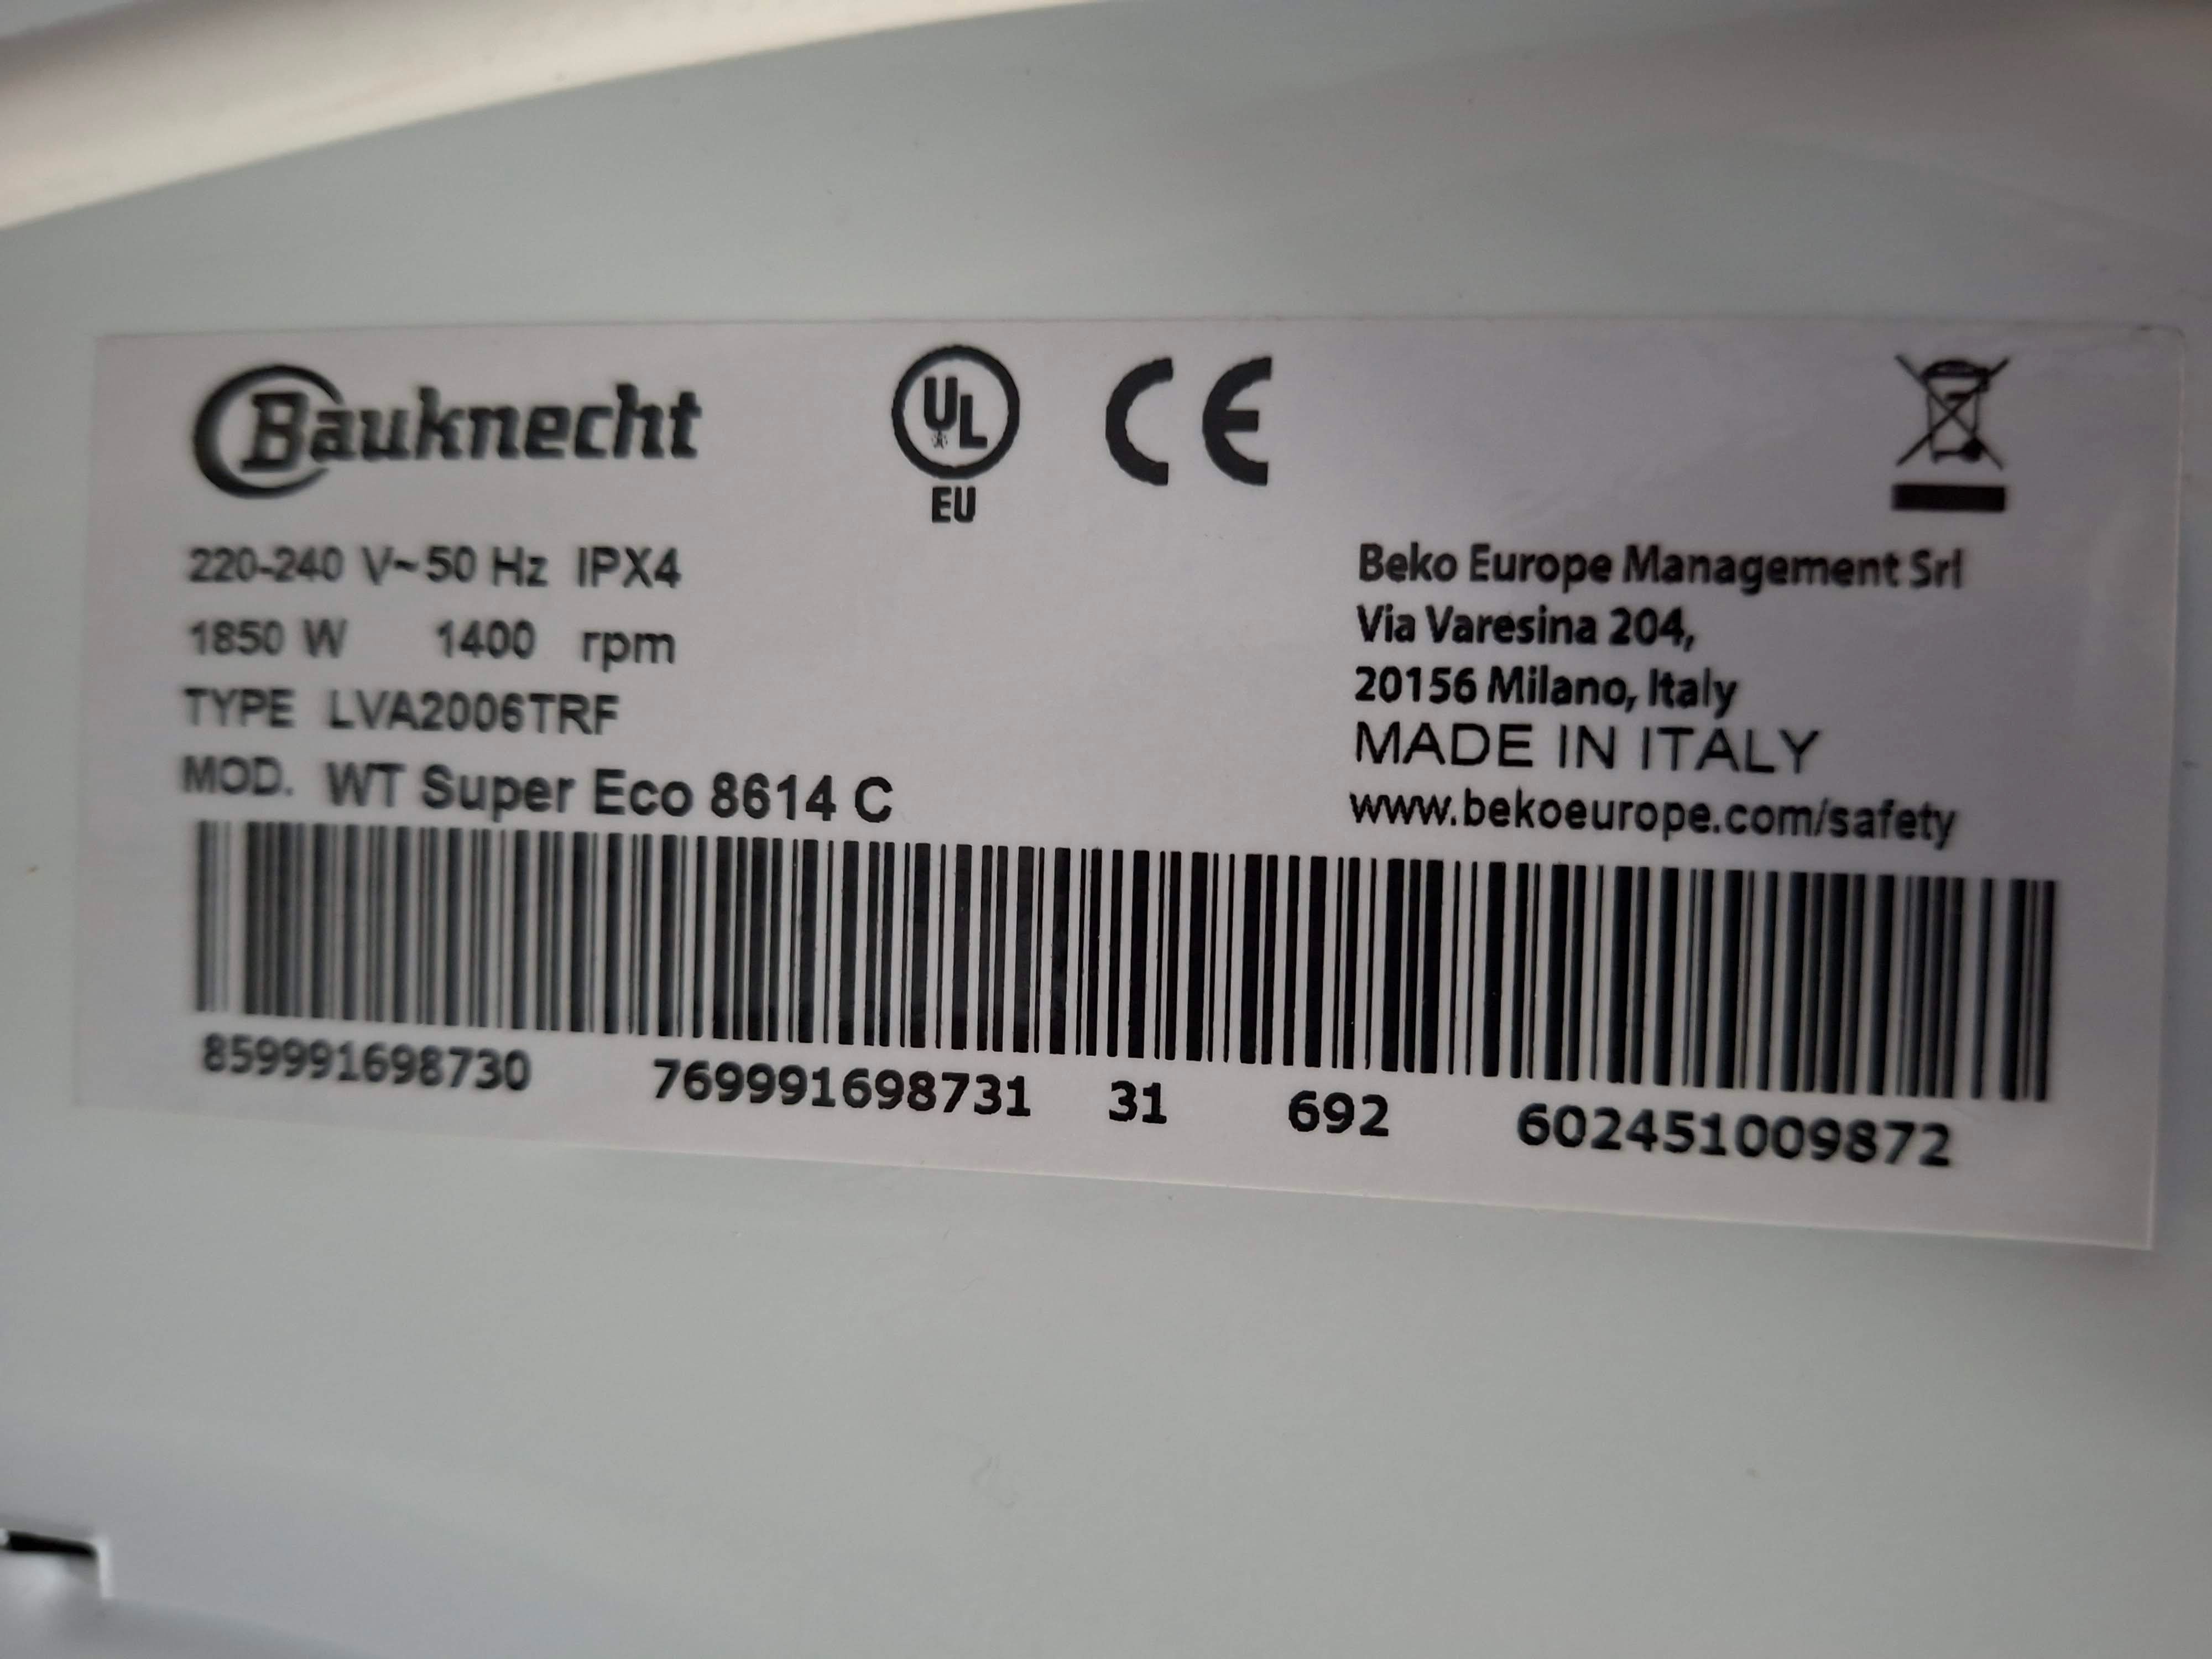 Bauknecht
UL
EU
CE
220-240 V~50 Hz IPX4
1850 W 1400 rpm
TYPE LVA2006TRF
MOD. WT Super Eco 8614 C
Beko Europe Management Srl
Via Varesina 204,
20156 Milano, Italy
MADE IN ITALY
www.bekoeurope.com/safety
859991698730 769991698731 31 692 602451009872